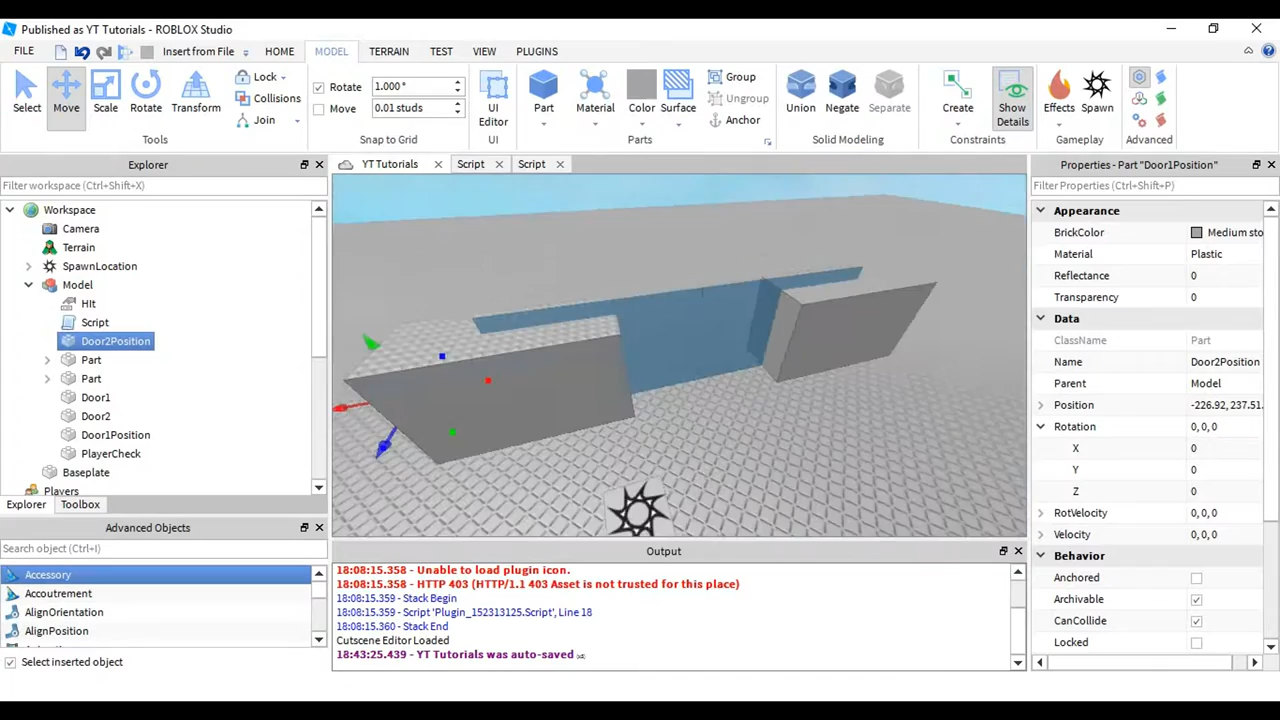 Published as YT Tutorials - ROBLOX Studio
FILE Insert from File HOME MODEL TERRAIN TEST VIEW PLUGINS
Select Move Scale Rotate Transform
Lock
Collisions
Join
Tools
Rotate 1.000 °
Move 0.01 studs
Snap to Grid
UI
Editor
UI
Part Material Color Surface
Group
Ungroup
Anchor
Parts
Union Negate Separate
Solid Modeling
Create Show
Details
Constraints
Effects Spawn
Gameplay
Advanced
Explorer
Filter workspace (Ctrl+Shift+X)
Workspace
Camera
Terrain
SpawnLocation
Model
HIt
Script
Door2Position
Part
Part
Door1
Door2
Door1Position
PlayerCheck
Baseplate
Players
Explorer Toolbox
Advanced Objects
Search object (Ctrl+I)
Accessory
Accoutrement
AlignOrientation
AlignPosition
Select inserted object
YT Tutorials Script Script
Output
18:08:15.358 - Unable to load plugin icon.
18:08:15.358 - HTTP 403 (HTTP/1.1 403 Asset is not trusted for this place)
18:08:15.359 - Stack Begin
18:08:15.359 - Script 'Plugin_152313125.Script', Line 18
18:08:15.360 - Stack End
Cutscene Editor Loaded
18:43:25.439 - YT Tutorials was auto-saved
Properties - Part "Door1Position"
Filter Properties (Ctrl+Shift+P)
Appearance
BrickColor Medium sto
Material Plastic
Reflectance 0
Transparency 0
Data
ClassName Part
Name Door2Position
Parent Model
Position -226.92, 237.51.
Rotation 0, 0, 0
X 0
Y 0
Z 0
RotVelocity 0, 0, 0
Velocity 0, 0, 0
Behavior
Anchored
Archivable
CanCollide
Locked